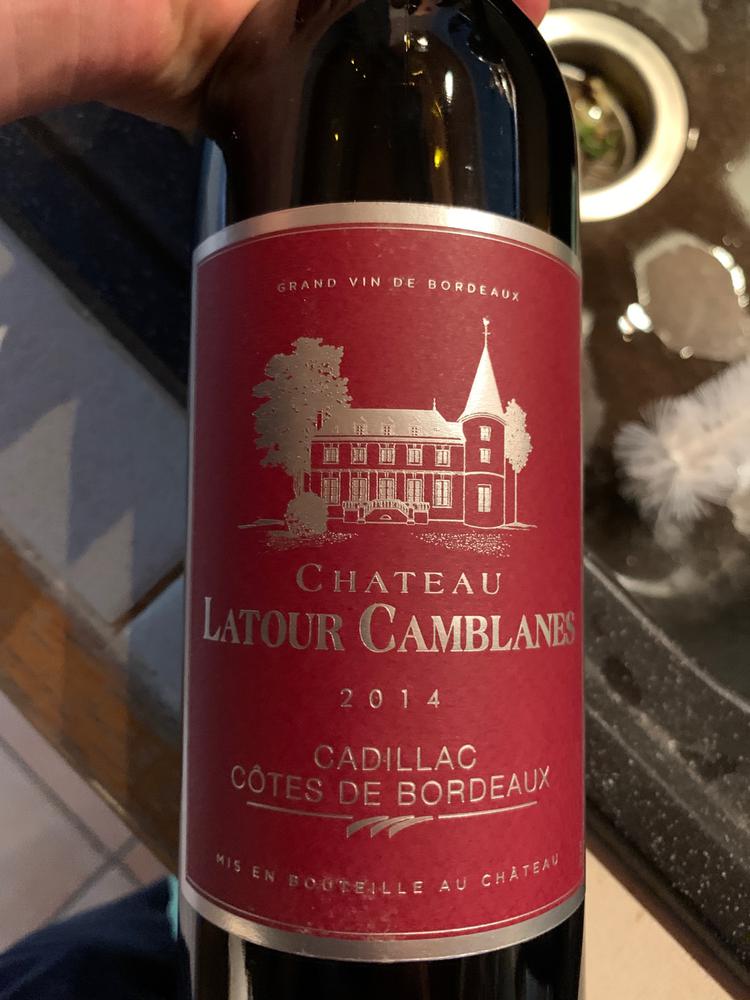 GRAND VIN DE BORDEAUX
CHATEAU
LATOUR CAMBLANES
2014
CADILLAC
CÔTES DE BORDEAUX
MIS EN BOUTEILLE AU CHÂTEAU